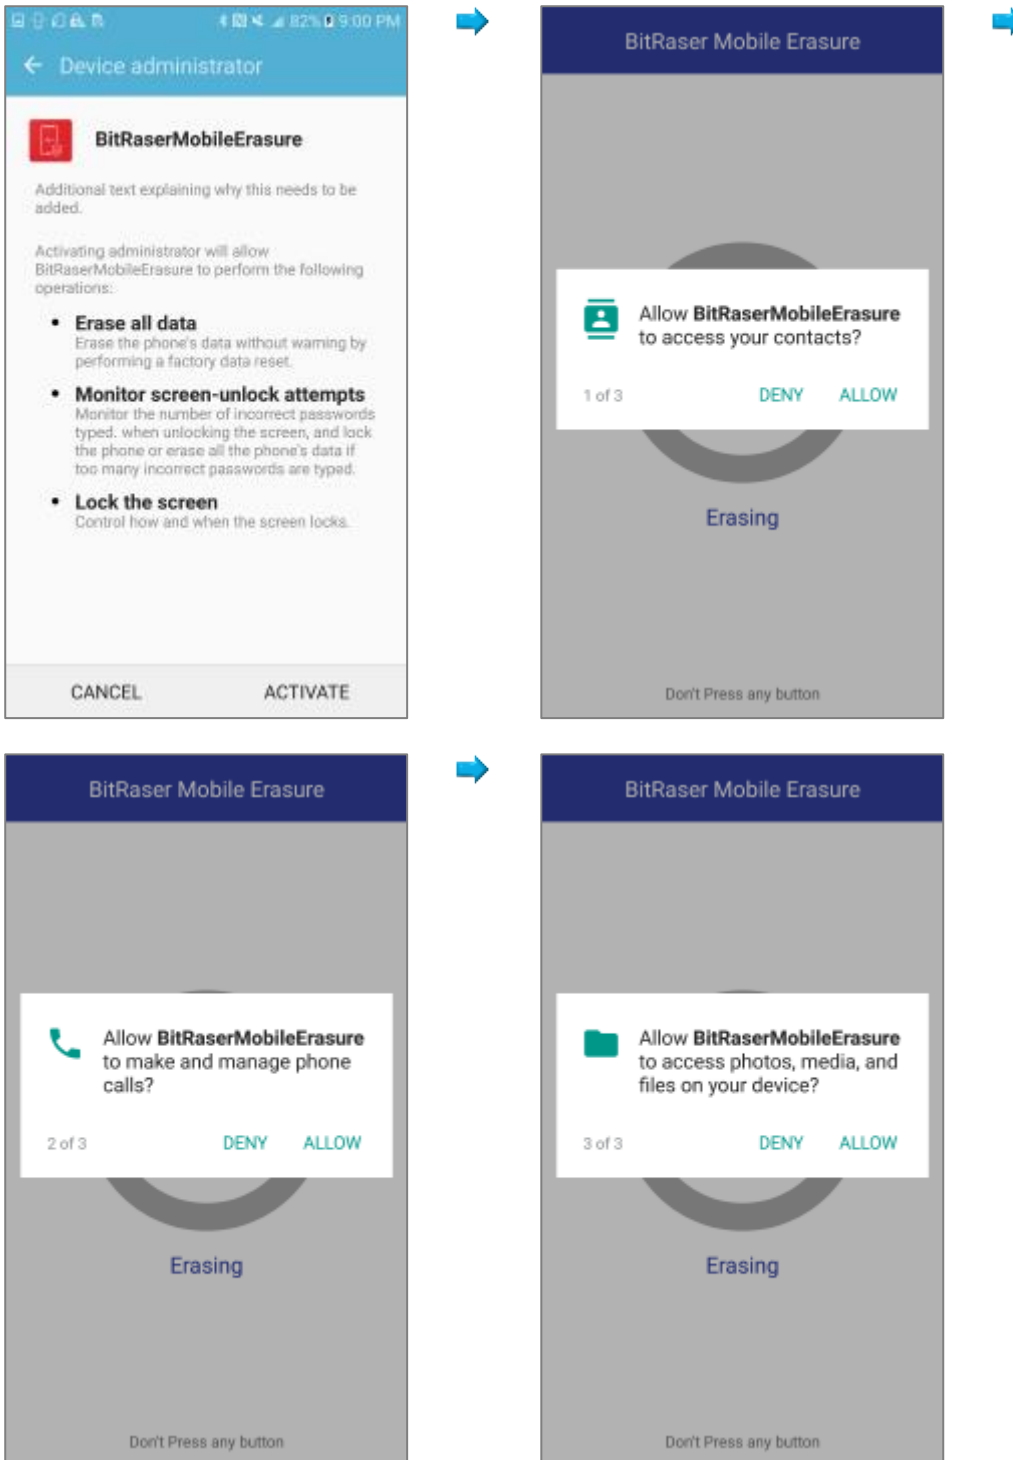 82% 9:00 PM
Device administrator
BitRaserMobileErasure
Additional text explaining why this needs to be
added.
Activating administrator will allow
BitRaserMobileErasure to perform the following
operations:
• Erase all data
Erase the phone's data without warning by
performing a factory data reset.
• Monitor screen-unlock attempts
Monitor the number of incorrect passwords
typed. when unlocking the screen, and lock
the phone or erase all the phone's data if
too many incorrect passwords are typed.
• Lock the screen
Control how and when the screen locks.
CANCEL ACTIVATE
BitRaser Mobile Erasure
Allow BitRaserMobileErasure
to access your contacts?
1 of 3 DENY ALLOW
Erasing
Don't Press any button
BitRaser Mobile Erasure
Allow BitRaserMobileErasure
to make and manage phone
calls?
2 of 3 DENY ALLOW
Erasing
Don't Press any button
BitRaser Mobile Erasure
Allow BitRaserMobileErasure
to access photos, media, and
files on your device?
3 of 3 DENY ALLOW
Erasing
Don't Press any button